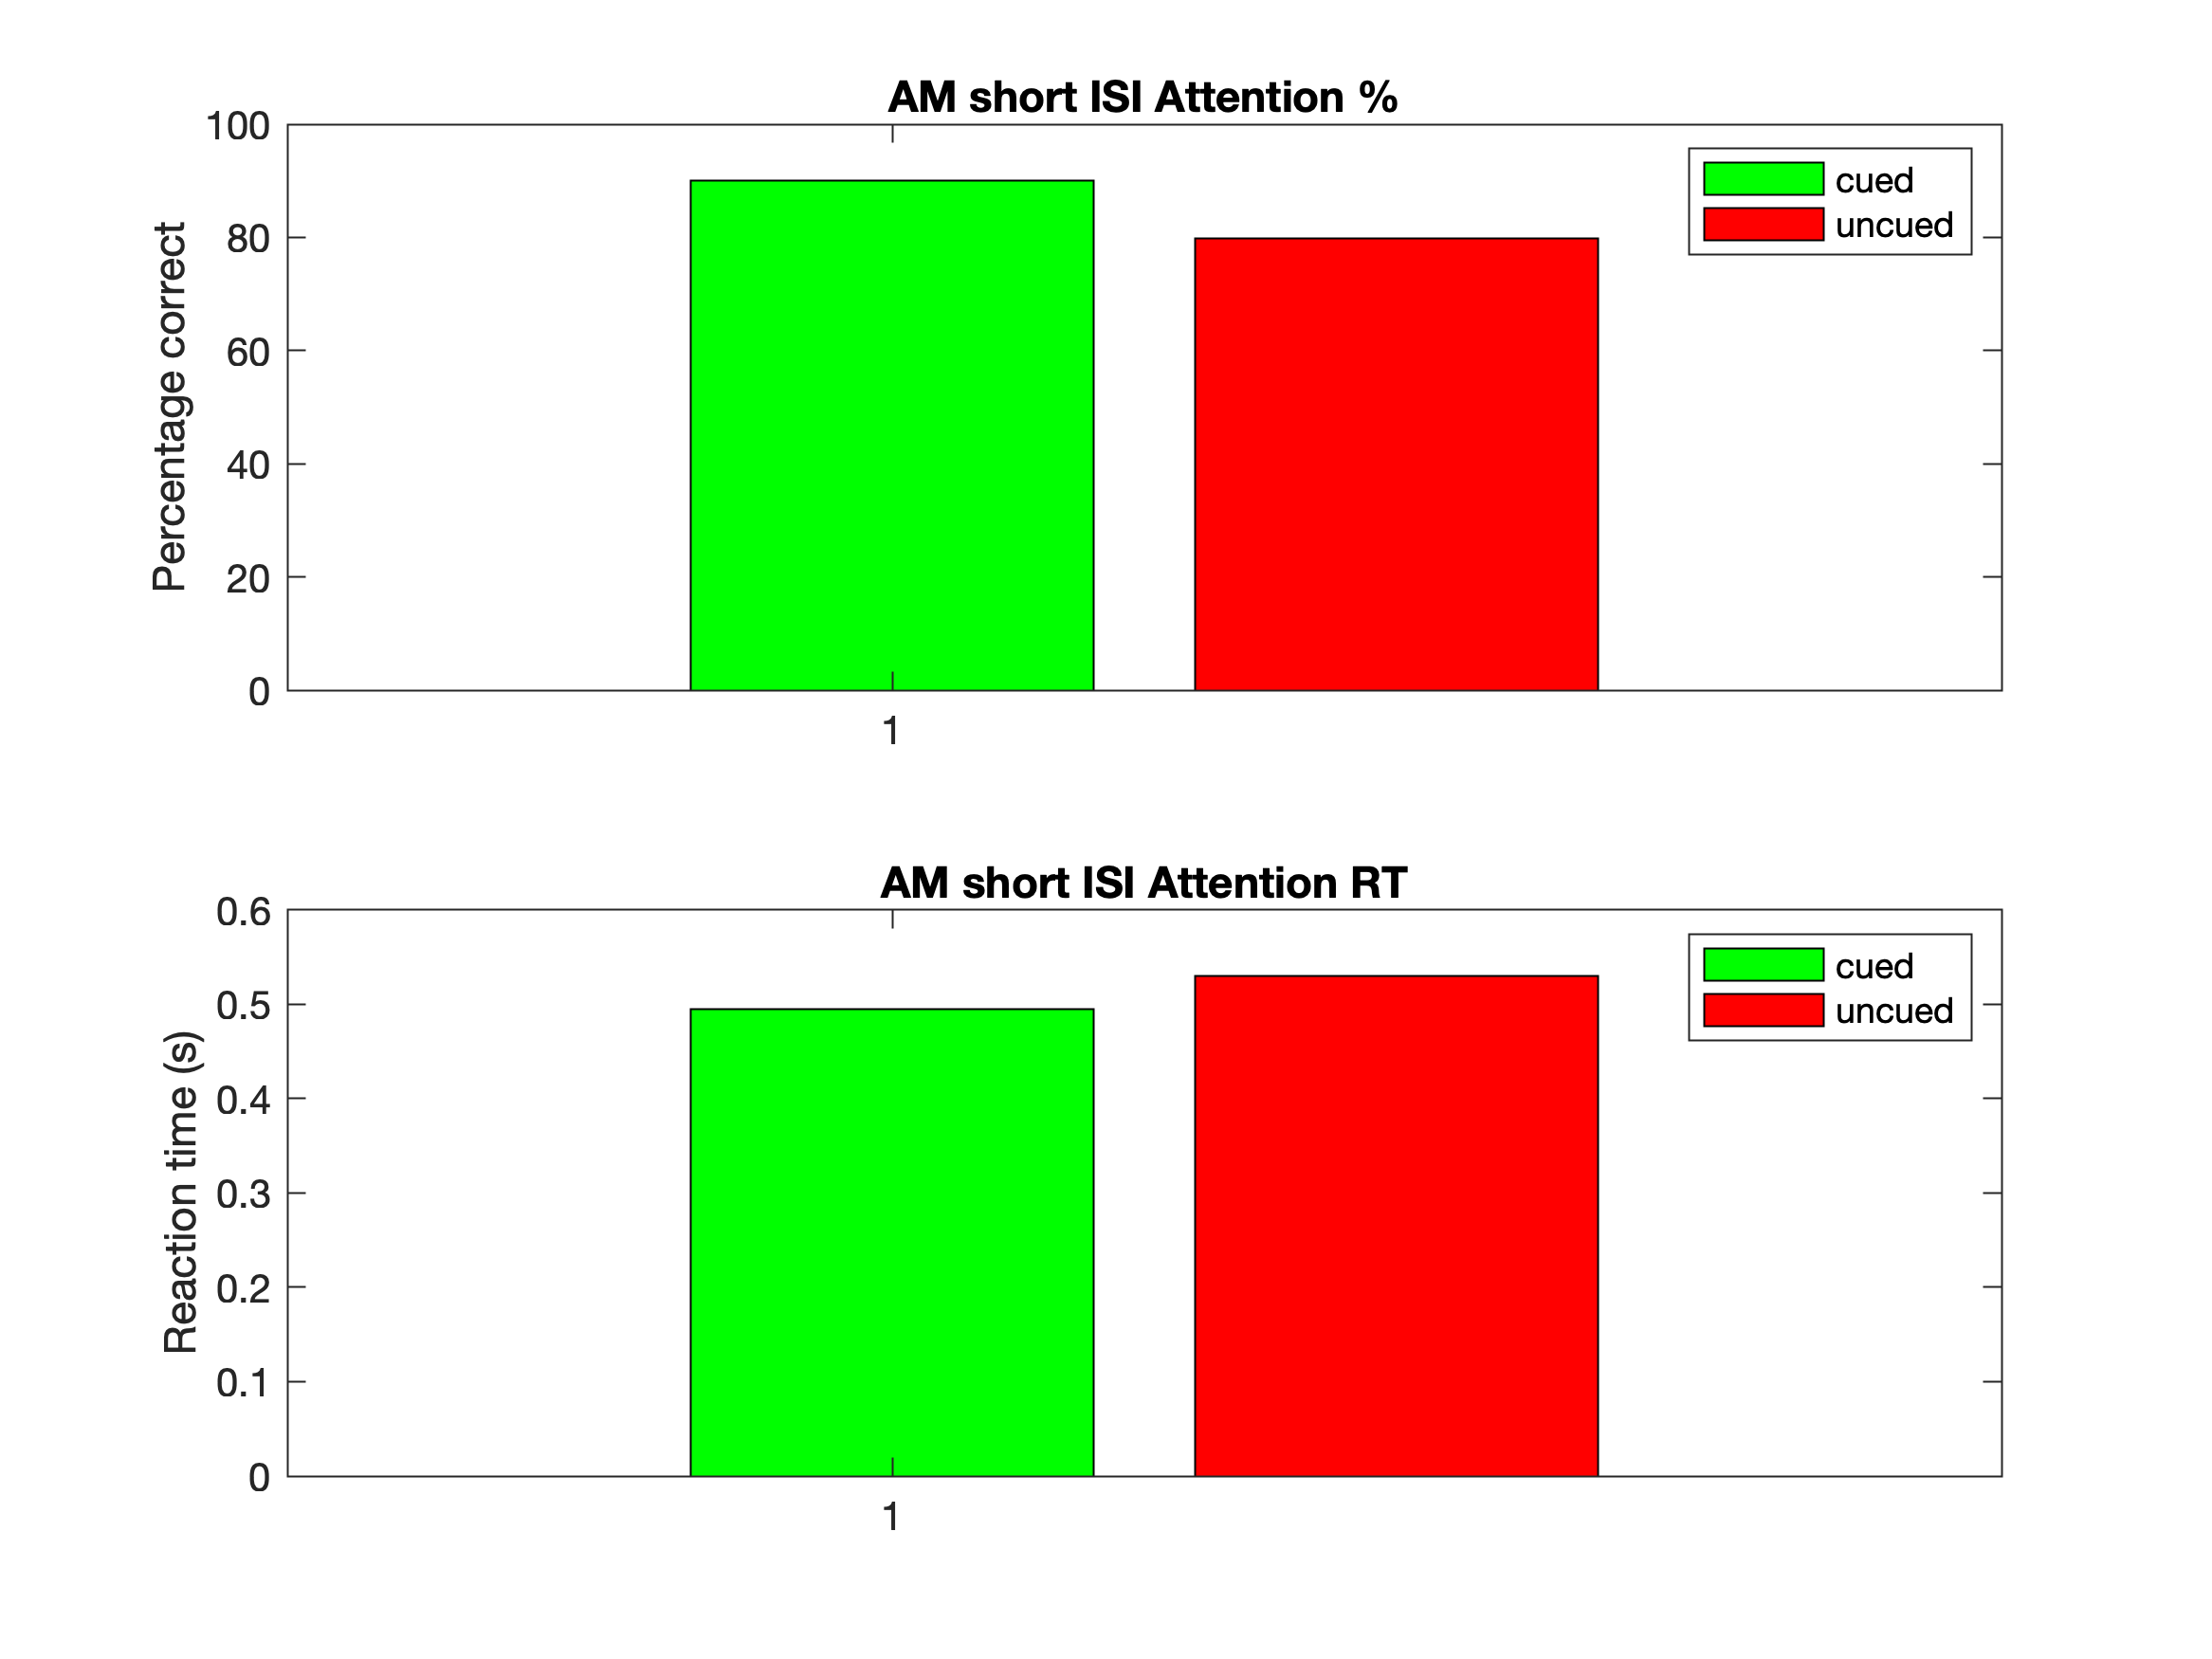 AM short ISI Attention %
100
80
60
40
20
0
Percentage correct
cued
uncued
1
AM short ISI Attention RT
0.6
0.5
0.4
0.3
0.2
0.1
0
Reaction time (s)
cued
uncued
1